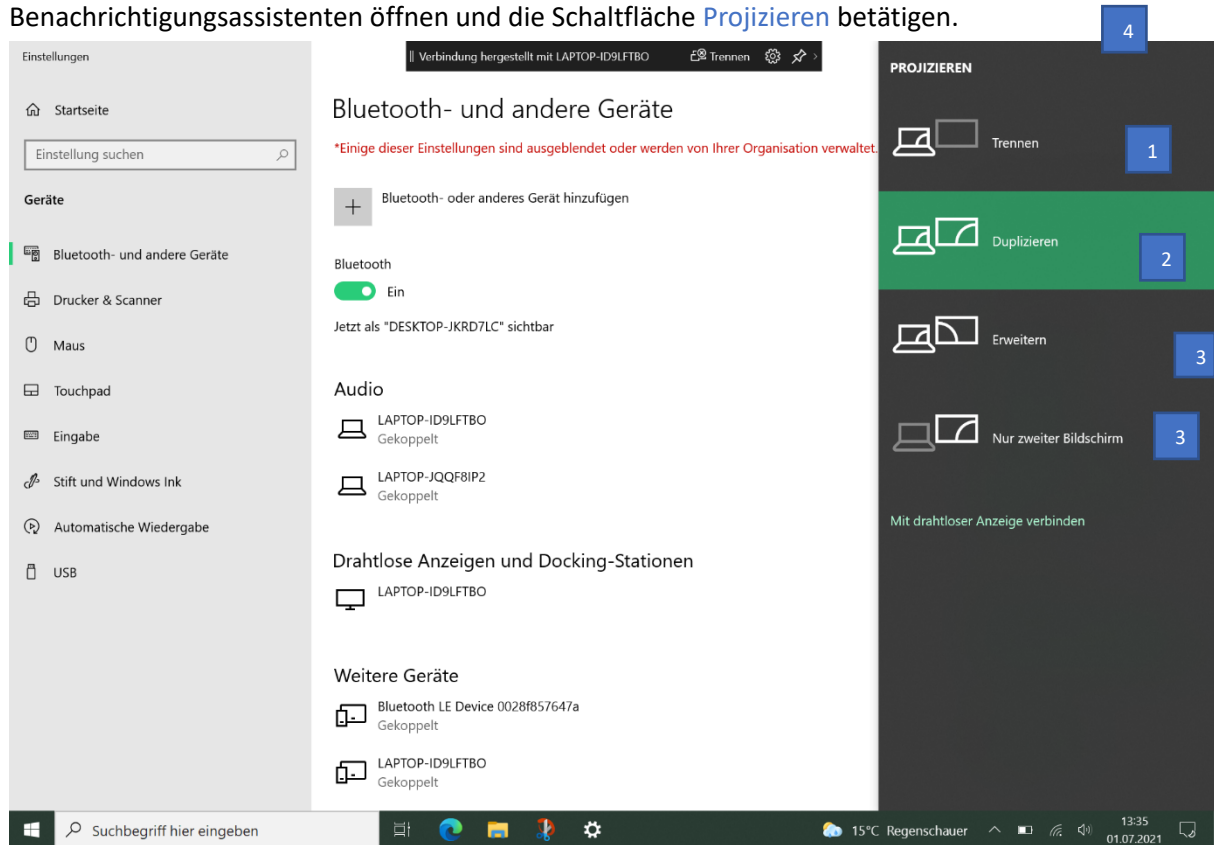 Benachrichtigungsassistenten öffnen und die Schaltfläche Projizieren betätigen.
4
Einstellungen
Verbindung hergestellt mit LAPTOP-ID9LFTBO
Trennen
PROJIZIEREN
Startseite
Einstellung suchen
Geräte
Bluetooth- und andere Geräte
Drucker & Scanner
Maus
Touchpad
Eingabe
Stift und Windows Ink
Automatische Wiedergabe
USB
Bluetooth- und andere Geräte
*Einige dieser Einstellungen sind ausgeblendet oder werden von Ihrer Organisation verwaltet.
Bluetooth- oder anderes Gerät hinzufügen
Bluetooth
Ein
Jetzt als "DESKTOP-JKRD7LC" sichtbar
Audio
LAPTOP-ID9LFTBO
Gekoppelt
LAPTOP-JQQF8IP2
Gekoppelt
Drahtlose Anzeigen und Docking-Stationen
LAPTOP-ID9LFTBO
Weitere Geräte
Bluetooth LE Device 0028f857647a
Gekoppelt
LAPTOP-ID9LFTBO
Gekoppelt
Trennen
1
Duplizieren
2
Erweitern
3
Nur zweiter Bildschirm
3
Mit drahtloser Anzeige verbinden
Suchbegriff hier eingeben
15°C Regenschauer
13:35
01.07.2021